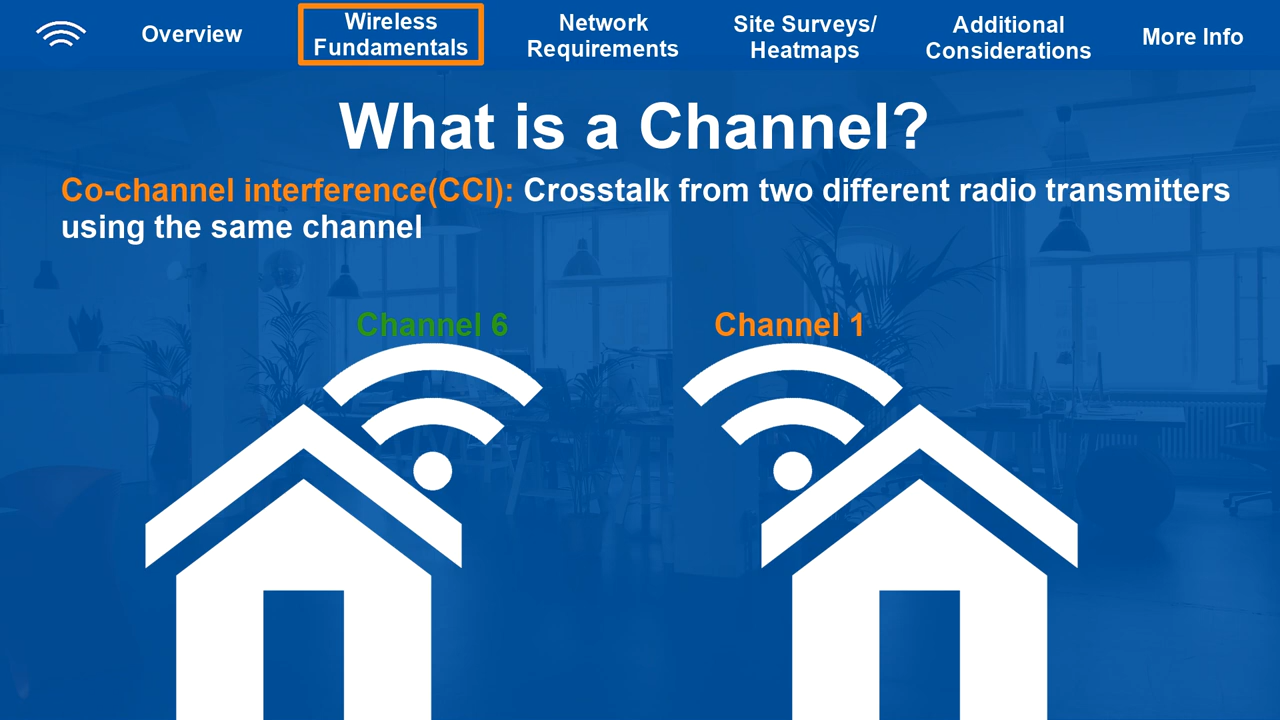 Overview
Wireless
Fundamentals
Network
Requirements
Site Surveys/
Heatmaps
Additional
Considerations
More Info
What is a Channel?
Co-channel interference(CCI): Crosstalk from two different radio transmitters
using the same channel
Channel 6
Channel 1